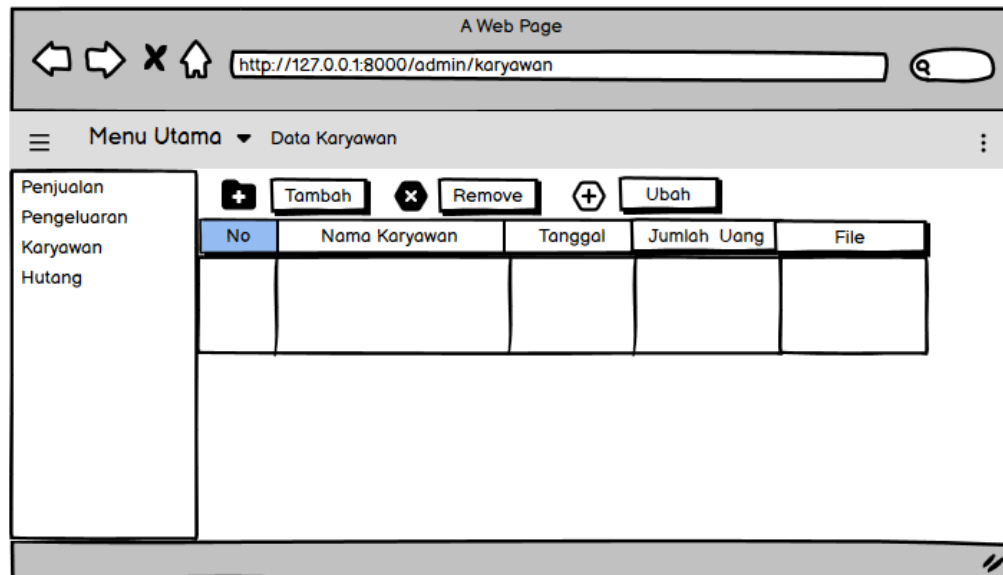 A Web Page
http://127.0.0.1:8000/admin/karyawan
Menu Utama Data Karyawan
Penjualan
Pengeluaran
Karyawan
Hutang
Tambah Remove Ubah
No Nama Karyawan Tanggal Jumlah Uang File